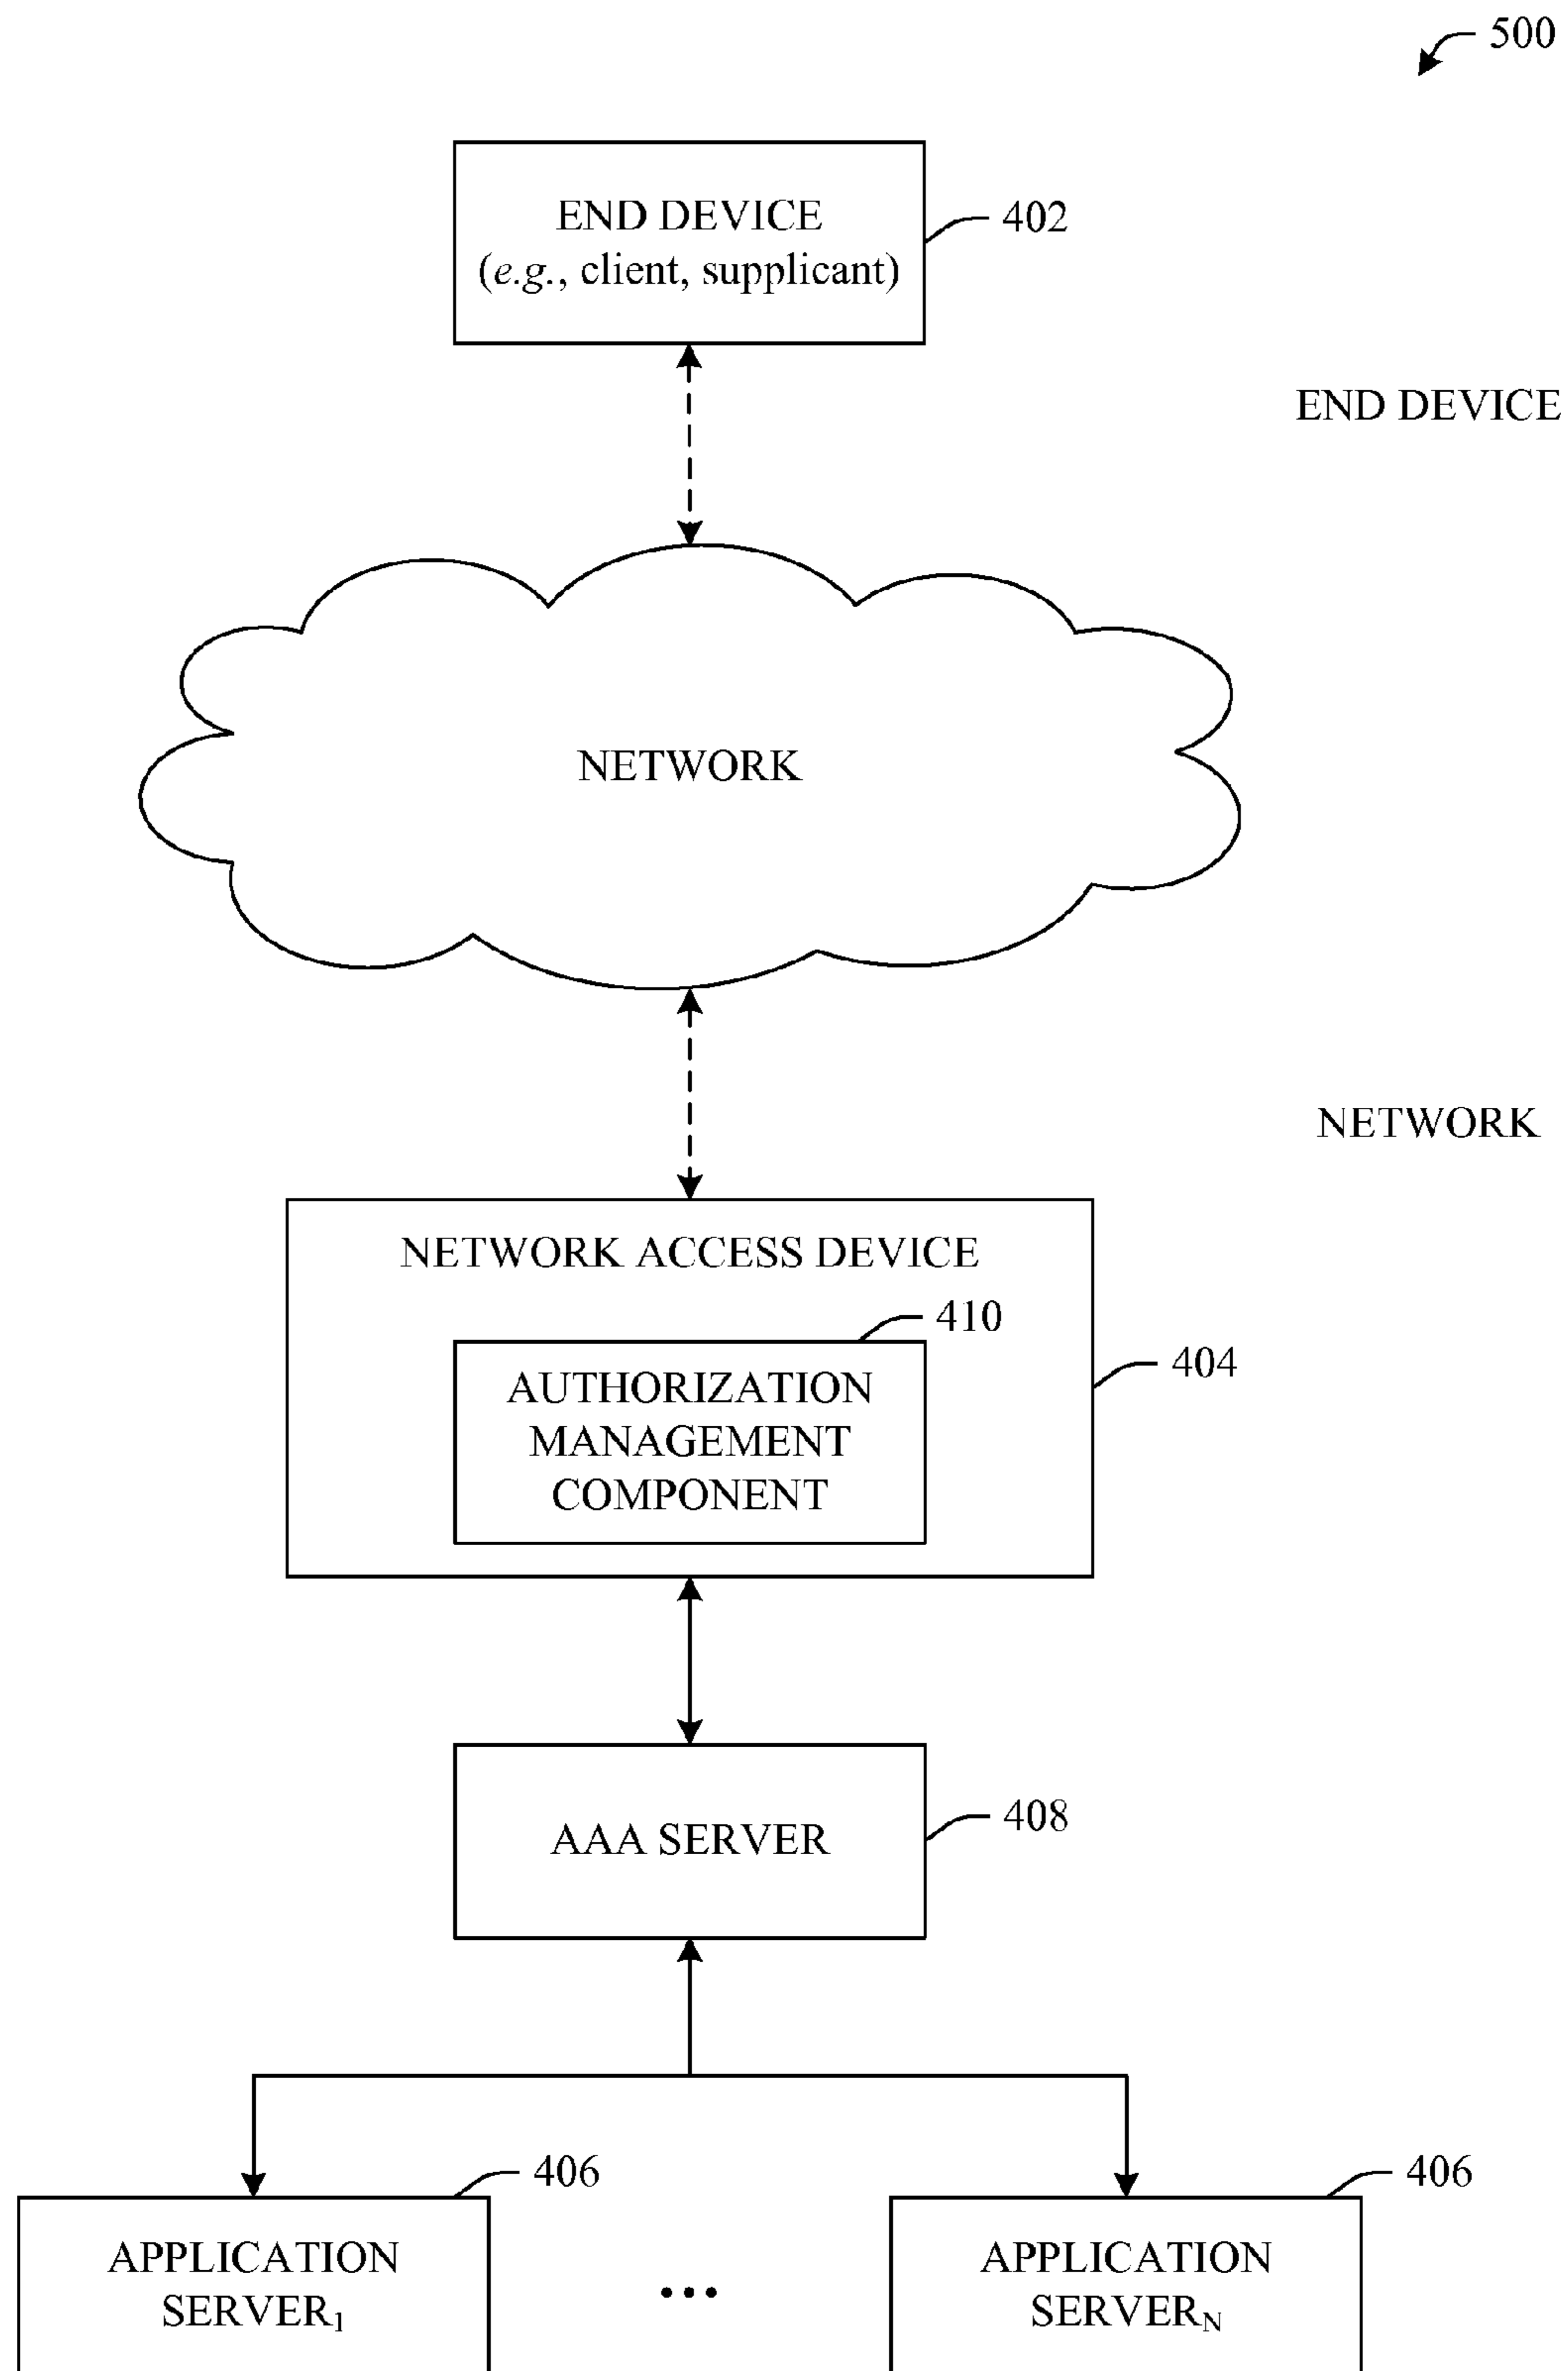 500
END DEVICE
(e.g., client, supplicant)
402
END DEVICE
NETWORK
NETWORK
NETWORK ACCESS DEVICE
410
AUTHORIZATION
MANAGEMENT
COMPONENT
404
AAA SERVER
408
406
406
APPLICATION
SERVER₁
...
APPLICATION
SERVER_N